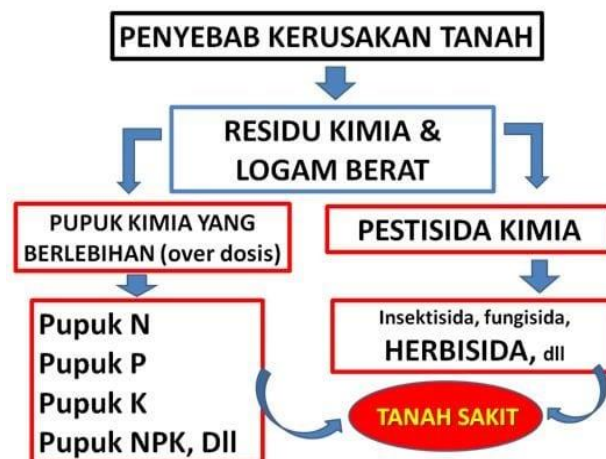 PENYEBAB KERUSAKAN TANAH
RESIDU KIMIA &
LOGAM BERAT
PUPUK KIMIA YANG
BERLEBIHAN (over dosis)
PESTISIDA KIMIA
Pupuk N
Pupuk P
Pupuk K
Pupuk NPK, Dll
Insektisida, fungisida,
HERBISIDA, dll
TANAH SAKIT